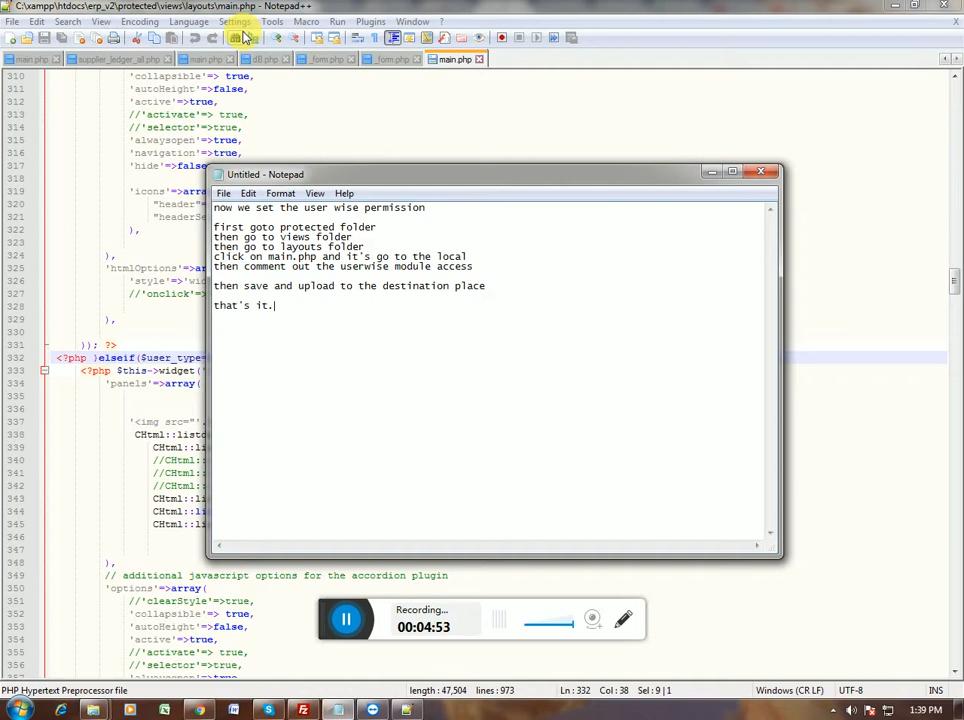 C:\xampp\htdocs\erp_v2\protected\views\layouts\main.php - Notepad++
File Edit Search View Encoding Language Settings Tools Macro Run Plugins Window ?
main.php supplier_ledger_all.php main.php dB.php _form.php _form.php main.php
310 'collapsible'=> true,
311 'autoHeight'=>false,
312 'active'=>true,
313 //'activate'=> true,
314 //'selector'=>true,
315 'alwaysopen'=>true,
316 'navigation'=>true,
317 'hide'=>false
318
319 'icons'=>array
320 "header"=
321 "headerSe
322 ),
323
324 ),
325 'htmlOptions'=>array
326 'style'=>'wid
327 //'onclick'=>
328
329 ),
330
331 )); ?>
332 <?php }elseif($user_type=
333 <?php $this->widget('
334 'panels'=>array(
335
336
337 '<img src="'.
338 CHtml::listd
339 CHtml::li
340 //CHtml:
341 //CHtml:
342 //CHtml:
343 CHtml::li
344 CHtml::li
345 CHtml::li
346
347
348 ),
349 // additional javascript options for the accordion plugin
350 'options'=>array(
351 //'clearStyle'=>true,
352 'collapsible'=> true,
353 'autoHeight'=>false,
354 'active'=>true,
355 //'activate'=> true,
356 //'selector'=>true,
357
Untitled - Notepad
File Edit Format View Help
now we set the user wise permission
first goto protected folder
then go to views folder
then go to layouts folder
click on main.php and it's go to the local
then comment out the userwise module access
then save and upload to the destination place
that's it.
Recording...
00:04:53
PHP Hypertext Preprocessor file length : 47,504 lines : 973 Ln : 332 Col : 38 Sel : 9 | 1 Windows (CR LF) UTF-8 INS
1:39 PM